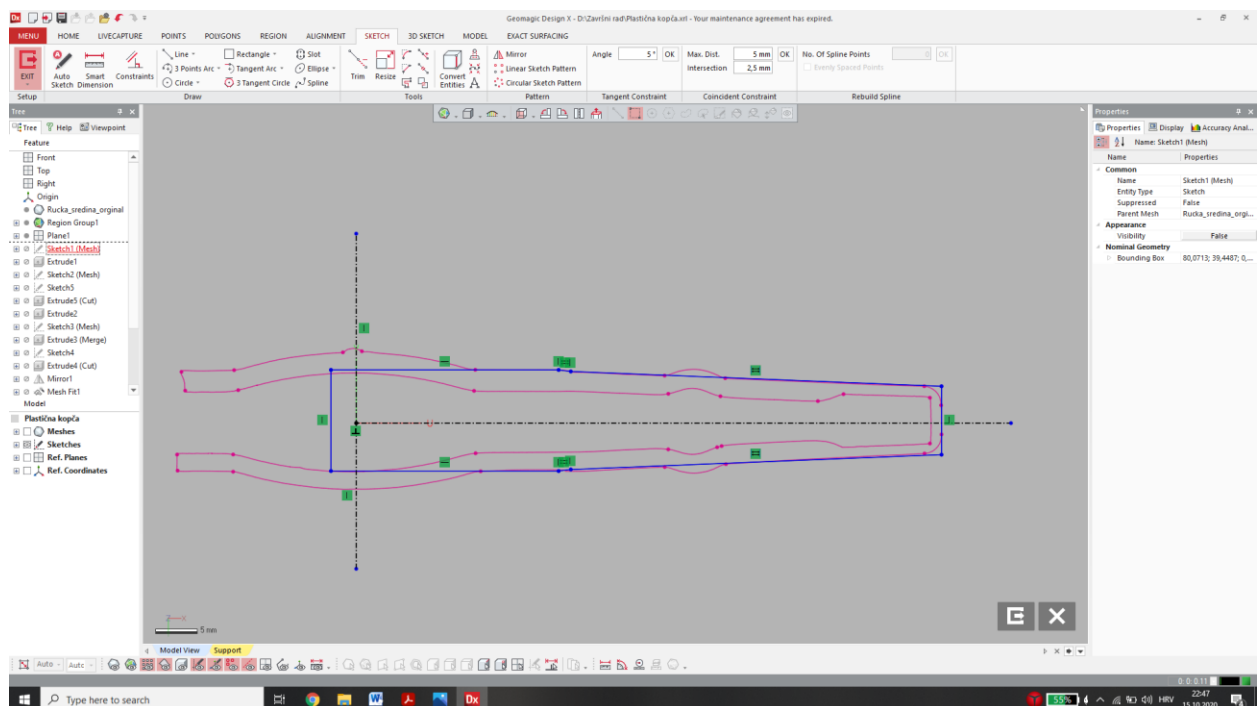 Geomagic Design X - D:\Završni rad\Plastična kopča.xrl - Your maintenance agreement has expired.
MENU HOME LIVECAPTURE POINTS POLYGONS REGION ALIGNMENT SKETCH 3D SKETCH MODEL EXACT SURFACING
Line Rectangle Slot Mirror Angle 5° OK Max. Dist. 5 mm OK No. Of Spline Points 0 OK
3 Points Arc Tangent Arc Ellipse Linear Sketch Pattern Intersection 2,5 mm Evenly Spaced Points
EXIT Auto Sketch Smart Dimension Constraints Circle 3 Tangent Circle Spline Trim Resize Convert Entities Circular Sketch Pattern
Setup Draw Tools Pattern Tangent Constraint Coincident Constraint Rebuild Spline
Tree
Tree Help Viewpoint
Feature
Front
Top
Right
Origin
Rucka_sredina_orginal
Region Group1
Plane1
Sketch1 (Mesh)
Extrude1
Sketch2 (Mesh)
Sketch5
Extrude5 (Cut)
Extrude2
Sketch3 (Mesh)
Extrude3 (Merge)
Sketch4
Extrude4 (Cut)
Mirror1
Mesh Fit1
Model
Plastična kopča
Meshes
Sketches
Ref. Planes
Ref. Coordinates
5 mm
Model View Support
Properties
Properties Display Accuracy Anal...
Name: Sketch1 (Mesh)
Name Properties
Common
Name Sketch1 (Mesh)
Entity Type Sketch
Suppressed False
Parent Mesh Rucka_sredina_orgi...
Appearance
Visibility False
Nominal Geometry
Bounding Box 80,0713; 39,4487; 0,...
Auto Auto
0: 0: 0.11
Type here to search
55% HRV 22:47
15.10.2020.